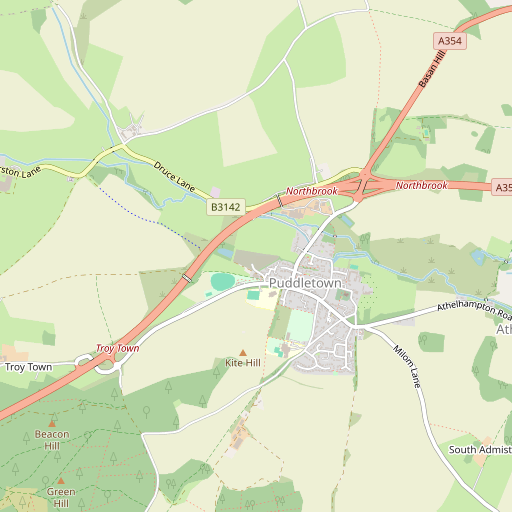 A354
Basan Hill
rston Lane
Druce Lane
Northbrook
Northbrook
A35
B3142
Puddletown
Athelhampton Road
Ath
Troy Town
Troy Town
Kite Hill
Milom Lane
Beacon
Hill
South Admist
Green
Hill